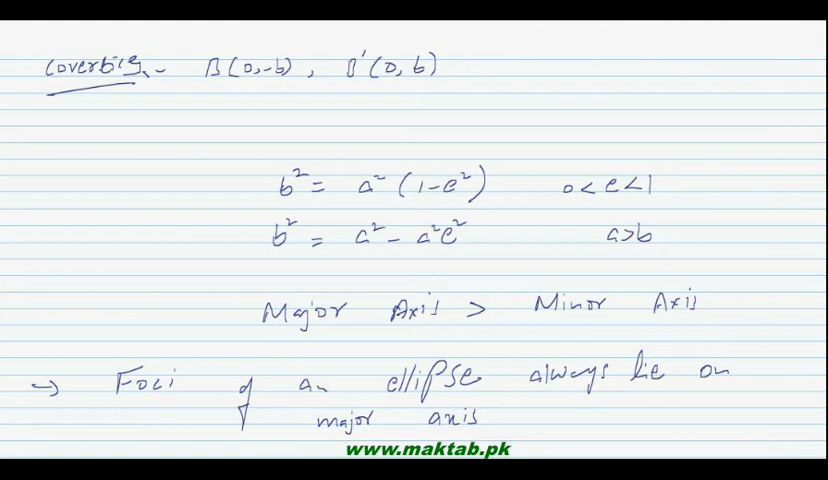 Covertices:- B(0,-b), B'(0, b)
b² = a² (1-e²) 0<e<1
b² = a² - a²e² a>b
Major Axis > Minor Axis
→ Foci of an ellipse always lie on
major axis
www.maktab.pk